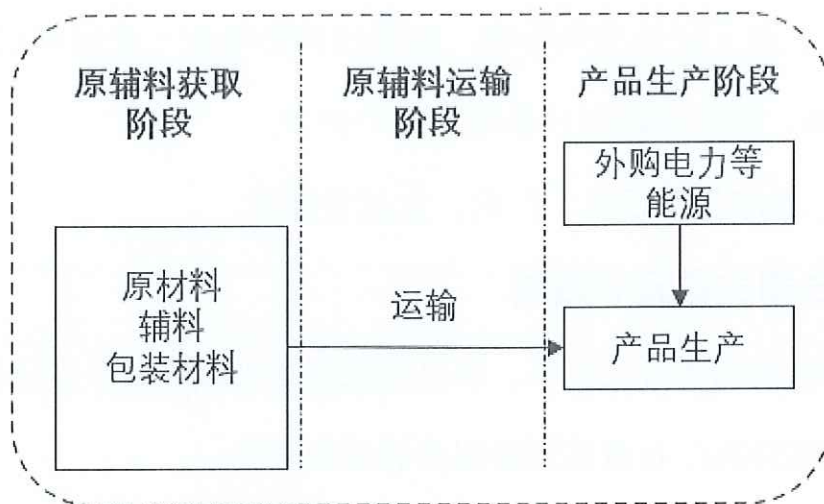 原辅料获取
阶段
原辅料运输
阶段
产品生产阶段
外购电力等
能源
原材料
辅料
包装材料
运输
产品生产